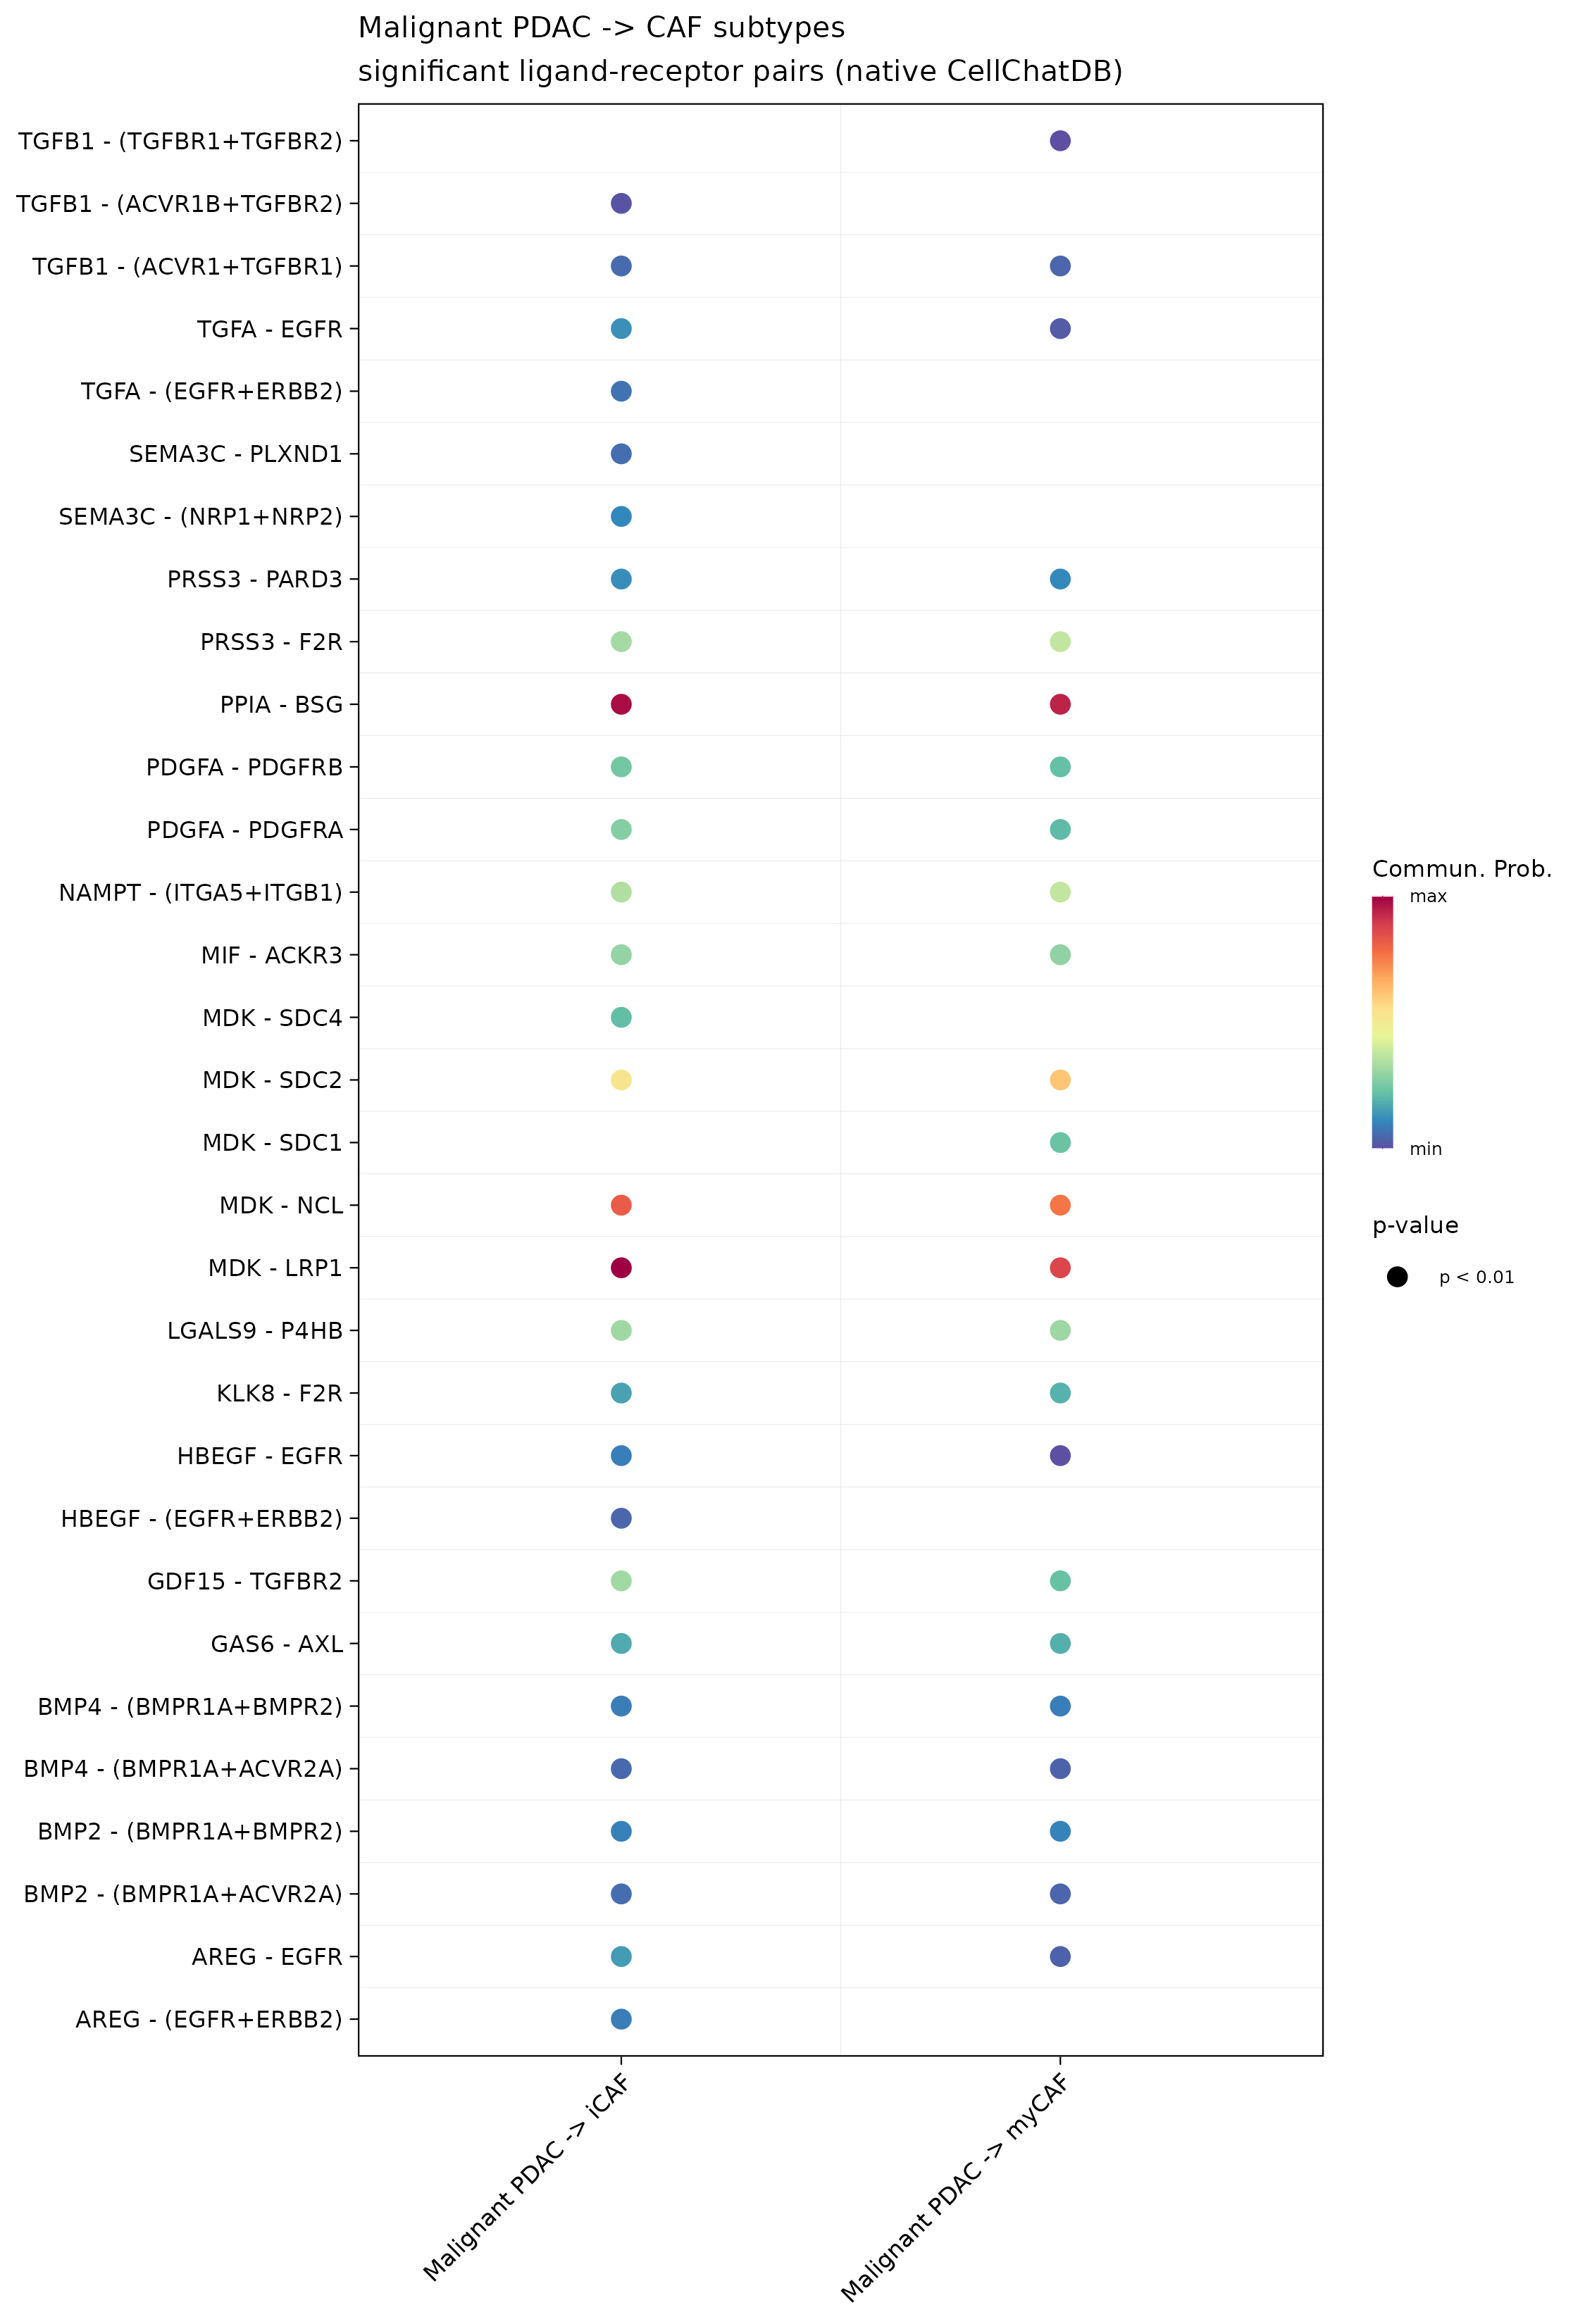 Malignant PDAC -> CAF subtypes
significant ligand-receptor pairs (native CellChatDB)
TGFB1 - (TGFBR1+TGFBR2)
TGFB1 - (ACVR1B+TGFBR2)
TGFB1 - (ACVR1+TGFBR1)
TGFA - EGFR
TGFA - (EGFR+ERBB2)
SEMA3C - PLXND1
SEMA3C - (NRP1+NRP2)
PRSS3 - PARD3
PRSS3 - F2R
PPIA - BSG
PDGFA - PDGFRB
PDGFA - PDGFRA
NAMPT - (ITGA5+ITGB1)
MIF - ACKR3
MDK - SDC4
MDK - SDC2
MDK - SDC1
MDK - NCL
MDK - LRP1
LGALS9 - P4HB
KLK8 - F2R
HBEGF - EGFR
HBEGF - (EGFR+ERBB2)
GDF15 - TGFBR2
GAS6 - AXL
BMP4 - (BMPR1A+BMPR2)
BMP4 - (BMPR1A+ACVR2A)
BMP2 - (BMPR1A+BMPR2)
BMP2 - (BMPR1A+ACVR2A)
AREG - EGFR
AREG - (EGFR+ERBB2)
Malignant PDAC -> iCAF
Malignant PDAC -> myCAF
Commun. Prob.
max
min
p-value
p < 0.01